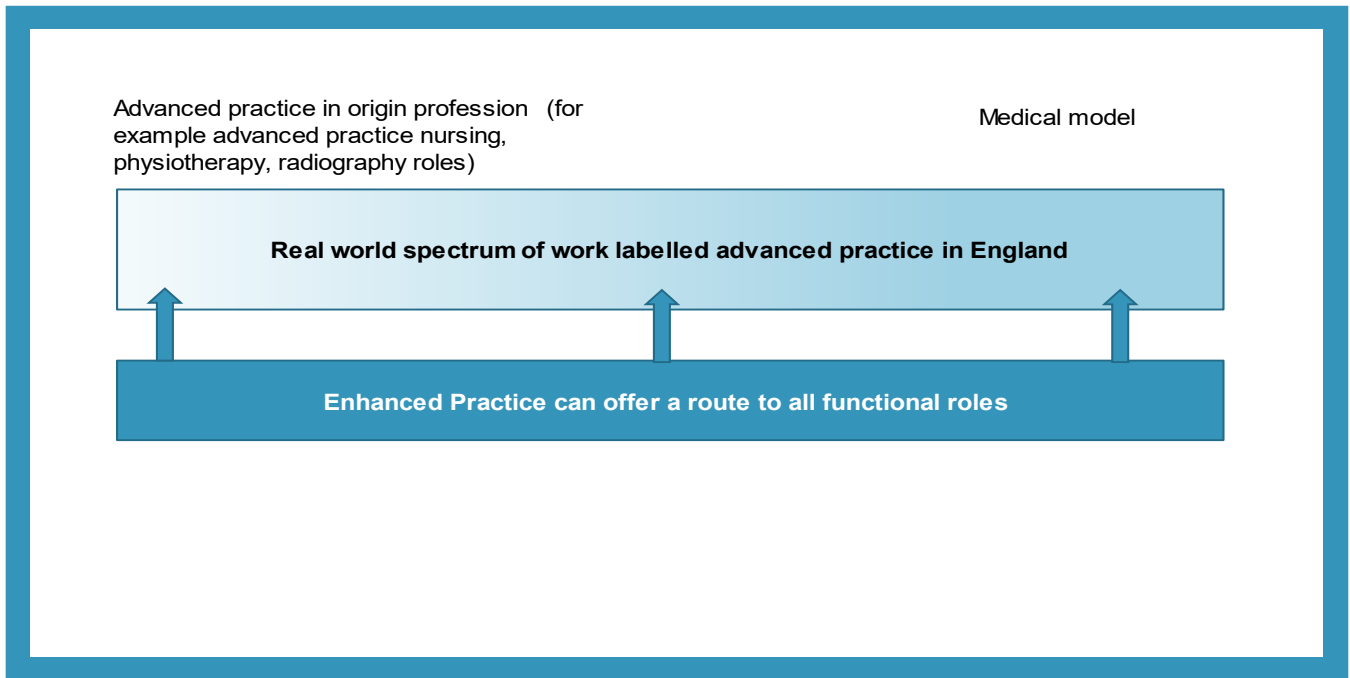 Advanced practice in origin profession (for
example advanced practice nursing,
physiotherapy, radiography roles)
Medical model
Real world spectrum of work labelled advanced practice in England
Enhanced Practice can offer a route to all functional roles